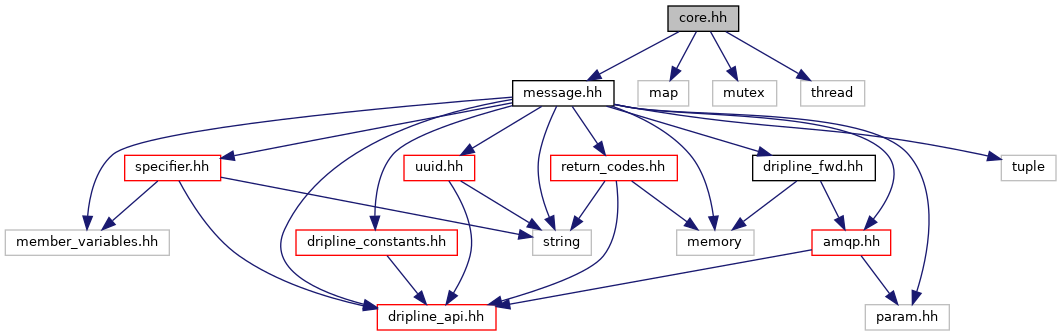 core.hh
message.hh
map
mutex
thread
specifier.hh
uuid.hh
return_codes.hh
dripline_fwd.hh
tuple
member_variables.hh
dripline_constants.hh
string
memory
amqp.hh
dripline_api.hh
param.hh